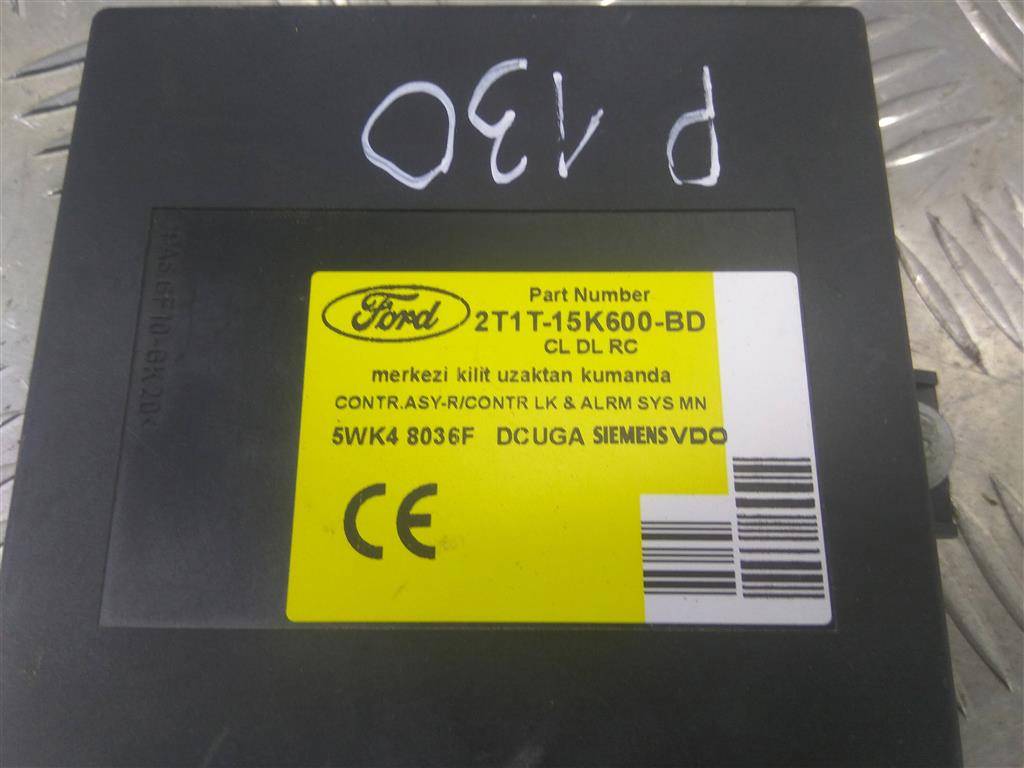 P130
Ford
Part Number
2T1T-15K600-BD
CL DL RC
merkezi kilit uzaktan kumanda
CONTR.ASY-R/CONTR LK & ALRM SYS MN
5WK4 8036F DCUGA SIEMENS VDO
CE